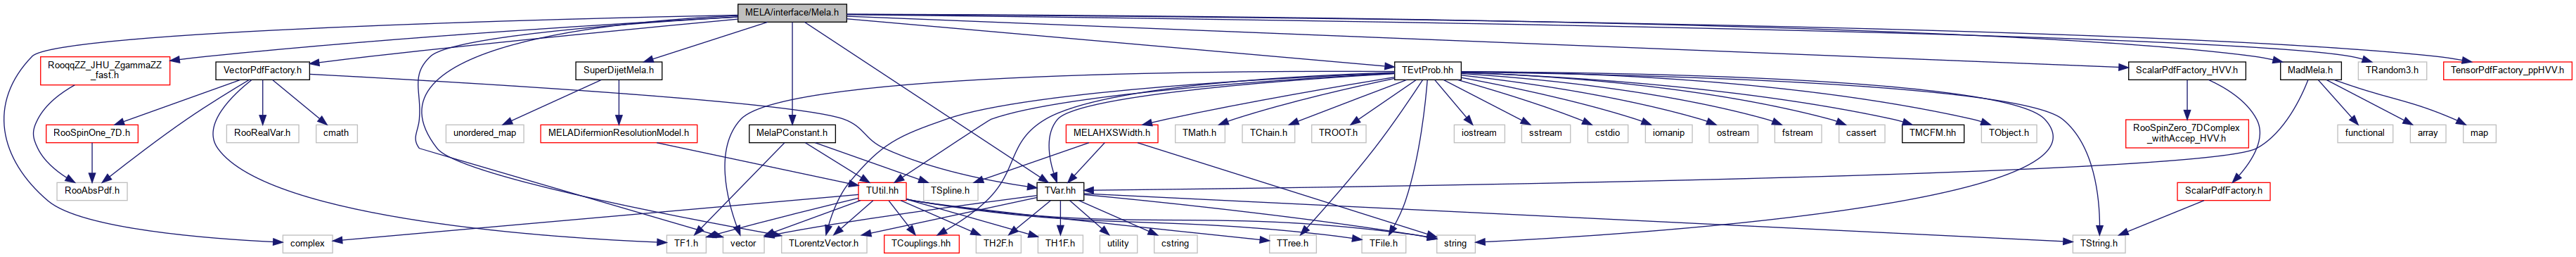 MELA/interface/Mela.h
RooqqZZ_JHU_ZgammaZZ
_fast.h
VectorPdfFactory.h
SuperDijetMela.h
TEvtProb.hh
ScalarPdfFactory_HVV.h
MadMela.h
TRandom3.h
TensorPdfFactory_ppHVV.h
RooSpinOne_7D.h
RooRealVar.h
cmath
unordered_map
MELADifermionResolutionModel.h
MelaPConstant.h
MELAHXSWidth.h
TMath.h
TChain.h
TROOT.h
iostream
sstream
cstdio
iomanip
ostream
fstream
cassert
TMCFM.hh
TObject.h
RooSpinZero_7DComplex
_withAccep_HVV.h
functional
array
map
RooAbsPdf.h
TUtil.hh
TSpline.h
TVar.hh
ScalarPdfFactory.h
complex
TF1.h
vector
TLorentzVector.h
TCouplings.hh
TH2F.h
TH1F.h
utility
cstring
TTree.h
TFile.h
string
TString.h